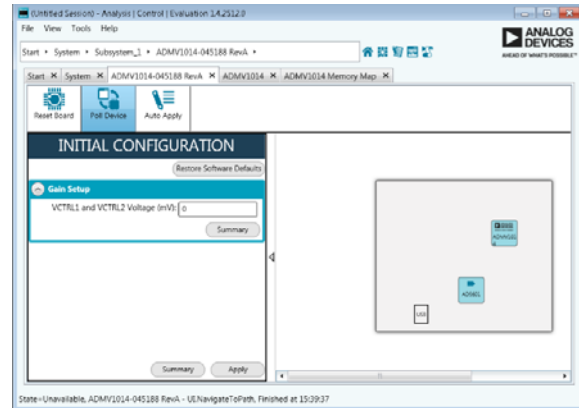 (Untitled Session) - Analysis | Control | Evaluation 1.4.2512.0
File View Tools Help
Start • System • Subsystem_1 • ADMV1014-045188 RevA •
ANALOG
DEVICES
AHEAD OF WHAT'S POSSIBLE™
Start System ADMV1014-045188 RevA ADMV1014 ADMV1014 Memory Map
Reset Board Poll Device Auto Apply
INITIAL CONFIGURATION
Restore Software Defaults
Gain Setup
VCTRL1 and VCTRL2 Voltage (mV): 0
Summary
USB
Summary Apply
State=Unavailable, ADMV1014-045188 RevA - ULNavigateToPath, Finished at 15:39:37